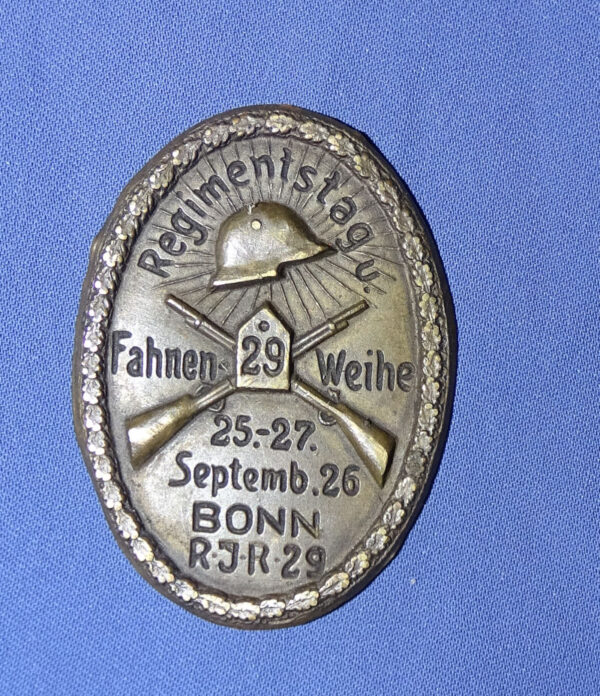 Regimentstag u.
Fahnen- 29 Weihe
25.-27.
Septemb. 26
BONN
R·J·R·29